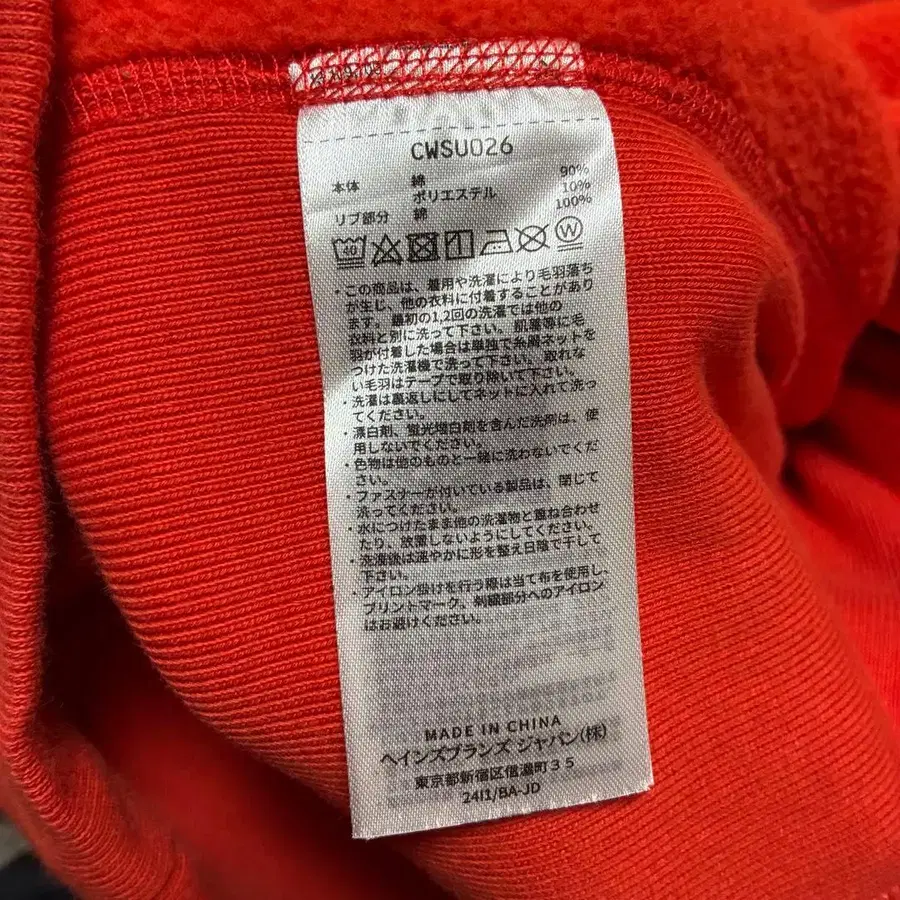 CWSU026
本体 綿 90%
ポリエステル 10%
リブ部分 綿 100%
40 W
・この商品は、着用や洗濯により毛羽落ち
が生じ、他の衣料に付着することがあり
ます。 最初の1,2回の洗濯では他の
衣料と別に洗って下さい。 肌着等に毛
羽が付着した場合は単独で糸屑ネットを
つけた洗濯機で洗って下さい。 取れな
い毛羽はテープで取り除いて下さい。
・洗濯は裏返しにしてネットに入れて洗っ
てください。
・漂白剤、蛍光増白剤を含んだ洗剤は、使
用しないでください。
・色物は他のものと一緒に洗わないでくだ
さい。
・ファスナーが付いている製品は、閉じて
洗ってください。
・水につけたまま他の洗濯物と重ね合わせ
たり、放置しないようにしてください。
・洗濯後は速やかに形を整え日陰で干して
下さい。
・アイロン掛けを行う際は当て布を使用し、
プリントマーク、刺繍部分へのアイロン
はお避けください。
MADE IN CHINA
ヘインズブランズ ジャパン(株)
東京都新宿区信濃町35
24I1/BA-JD